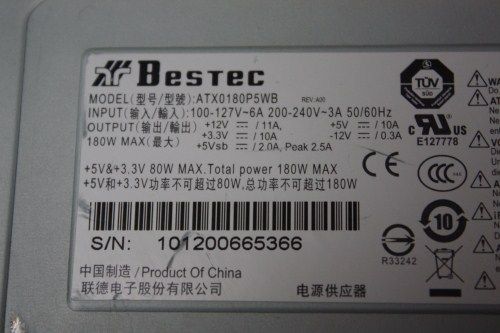 BESTEC
MODEL(型号/型號):ATX0180P5WB REV.:A00
INPUT(输入/輸入):100-127V~6A 200-240V~3A 50/60Hz
OUTPUT(输出/輸出): +12V ⎓ / 11A, +5V ⎓ / 10A
180W MAX(最大) +3.3V ⎓ / 10A, -12V ⎓ / 0.3A
+5Vsb ⎓ / 2.0A, Peak 2.5A
+5V&+3.3V 80W MAX.Total power 180W MAX
+5V和+3.3V功率不可超过80W,总功率不可超过180W
S/N: 101200665366
中国制造 / Product Of China
联德电子股份有限公司
电源供应器
TÜV
SÜD
c RU US
E127778
CCC
10
R33242